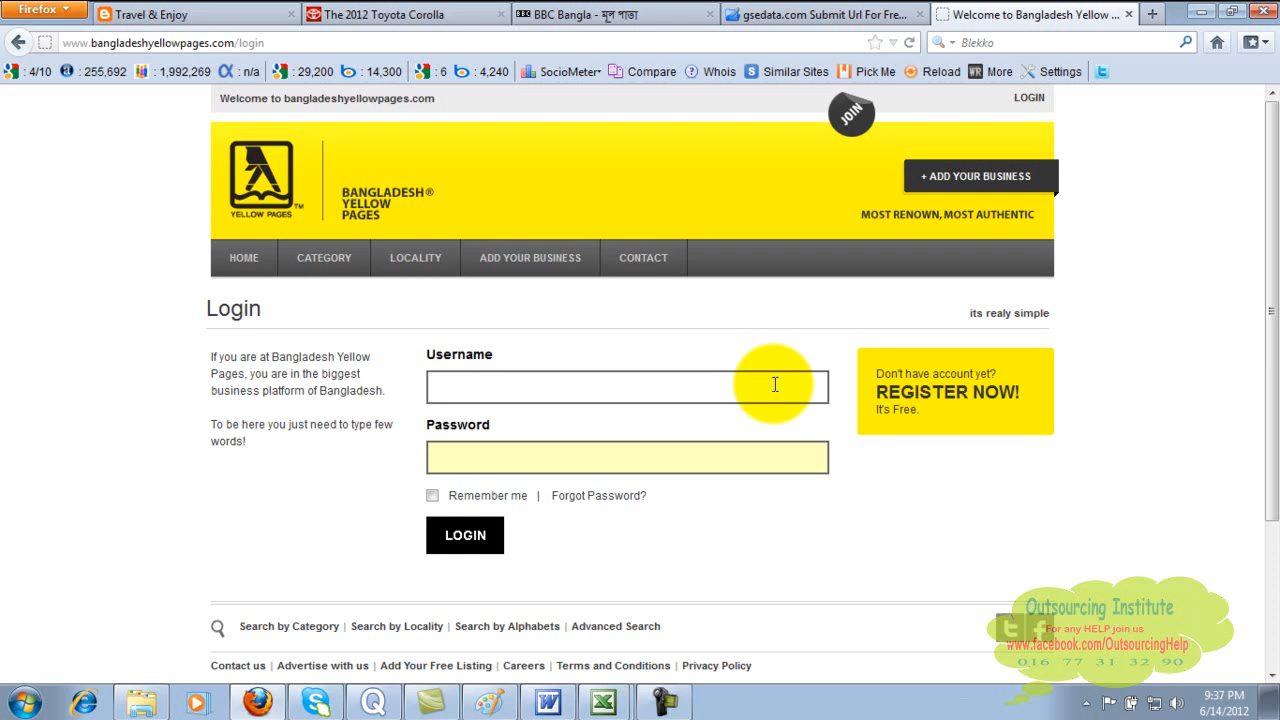 Firefox
Travel & Enjoy
The 2012 Toyota Corolla
BBC Bangla - মূল পাতা
gsedata.com Submit Url For Fre...
Welcome to Bangladesh Yellow ...
www.bangladeshyellowpages.com/login
Blekko
: 4/10
: 255,692
: 1,992,269
: n/a
: 29,200
: 14,300
: 6
: 4,240
SocioMeter
Compare
Whois
Similar Sites
Pick Me
Reload
More
Settings
Welcome to bangladeshyellowpages.com
JOIN
LOGIN
YELLOW PAGES TM
BANGLADESH®
YELLOW
PAGES
+ ADD YOUR BUSINESS
MOST RENOWN, MOST AUTHENTIC
HOME
CATEGORY
LOCALITY
ADD YOUR BUSINESS
CONTACT
Login
its realy simple
If you are at Bangladesh Yellow
Pages, you are in the biggest
business platform of Bangladesh.
To be here you just need to type few
words!
Username
Password
Remember me | Forgot Password?
LOGIN
Don't have account yet?
REGISTER NOW!
It's Free.
Search by Category | Search by Locality | Search by Alphabets | Advanced Search
Contact us | Advertise with us | Add Your Free Listing | Careers | Terms and Conditions | Privacy Policy
Outsourcing Institute
For any HELP join us
www.facebook.com/OutsourcingHelp
016 77 31 32 90
9:37 PM
6/14/2012